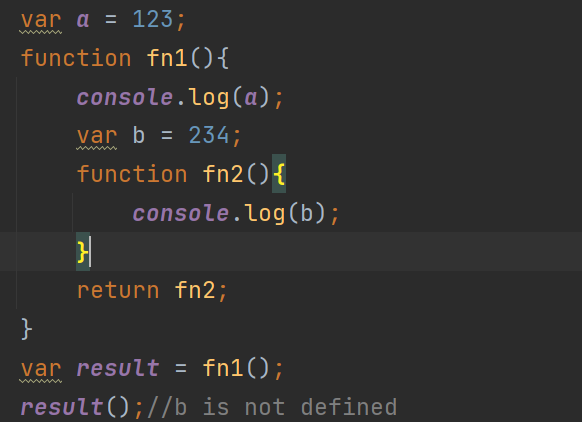 var a = 123;
function fn1(){
    console.log(a);
    var b = 234;
    function fn2(){
        console.log(b);
    }
    return fn2;
}
var result = fn1();
result();//b is not defined